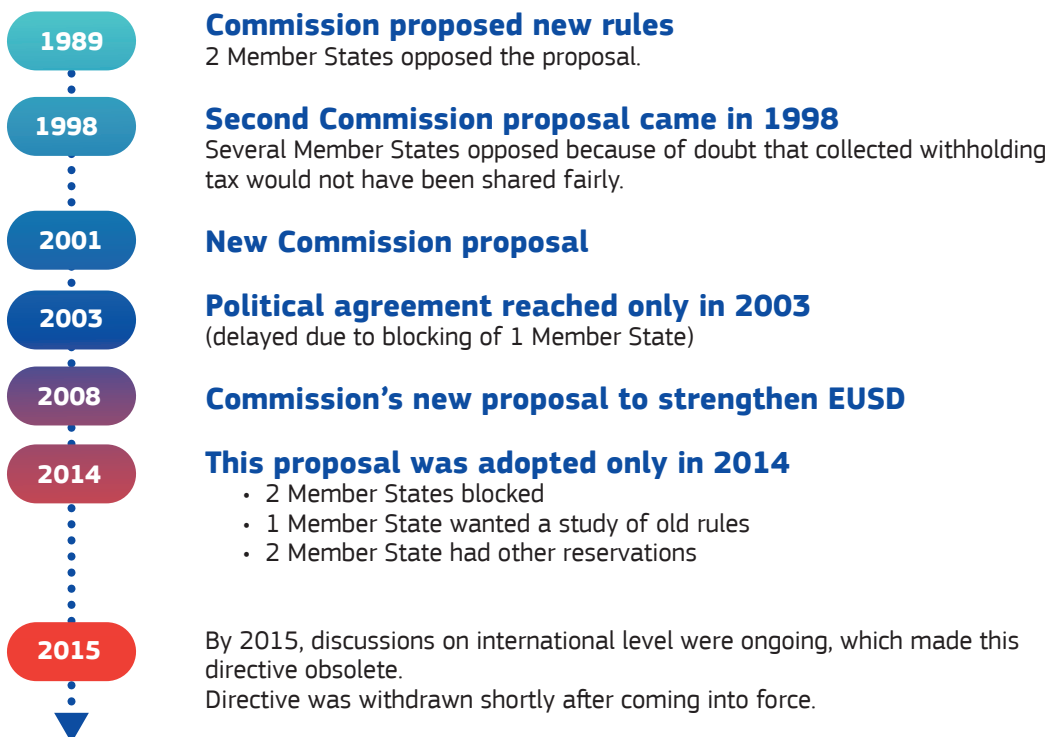 1989
Commission proposed new rules
2 Member States opposed the proposal.
1998
Second Commission proposal came in 1998
Several Member States opposed because of doubt that collected withholding
tax would not have been shared fairly.
2001
New Commission proposal
2003
Political agreement reached only in 2003
(delayed due to blocking of 1 Member State)
2008
Commission’s new proposal to strengthen EUSD
2014
This proposal was adopted only in 2014
• 2 Member States blocked
• 1 Member State wanted a study of old rules
• 2 Member State had other reservations
2015
By 2015, discussions on international level were ongoing, which made this
directive obsolete.
Directive was withdrawn shortly after coming into force.